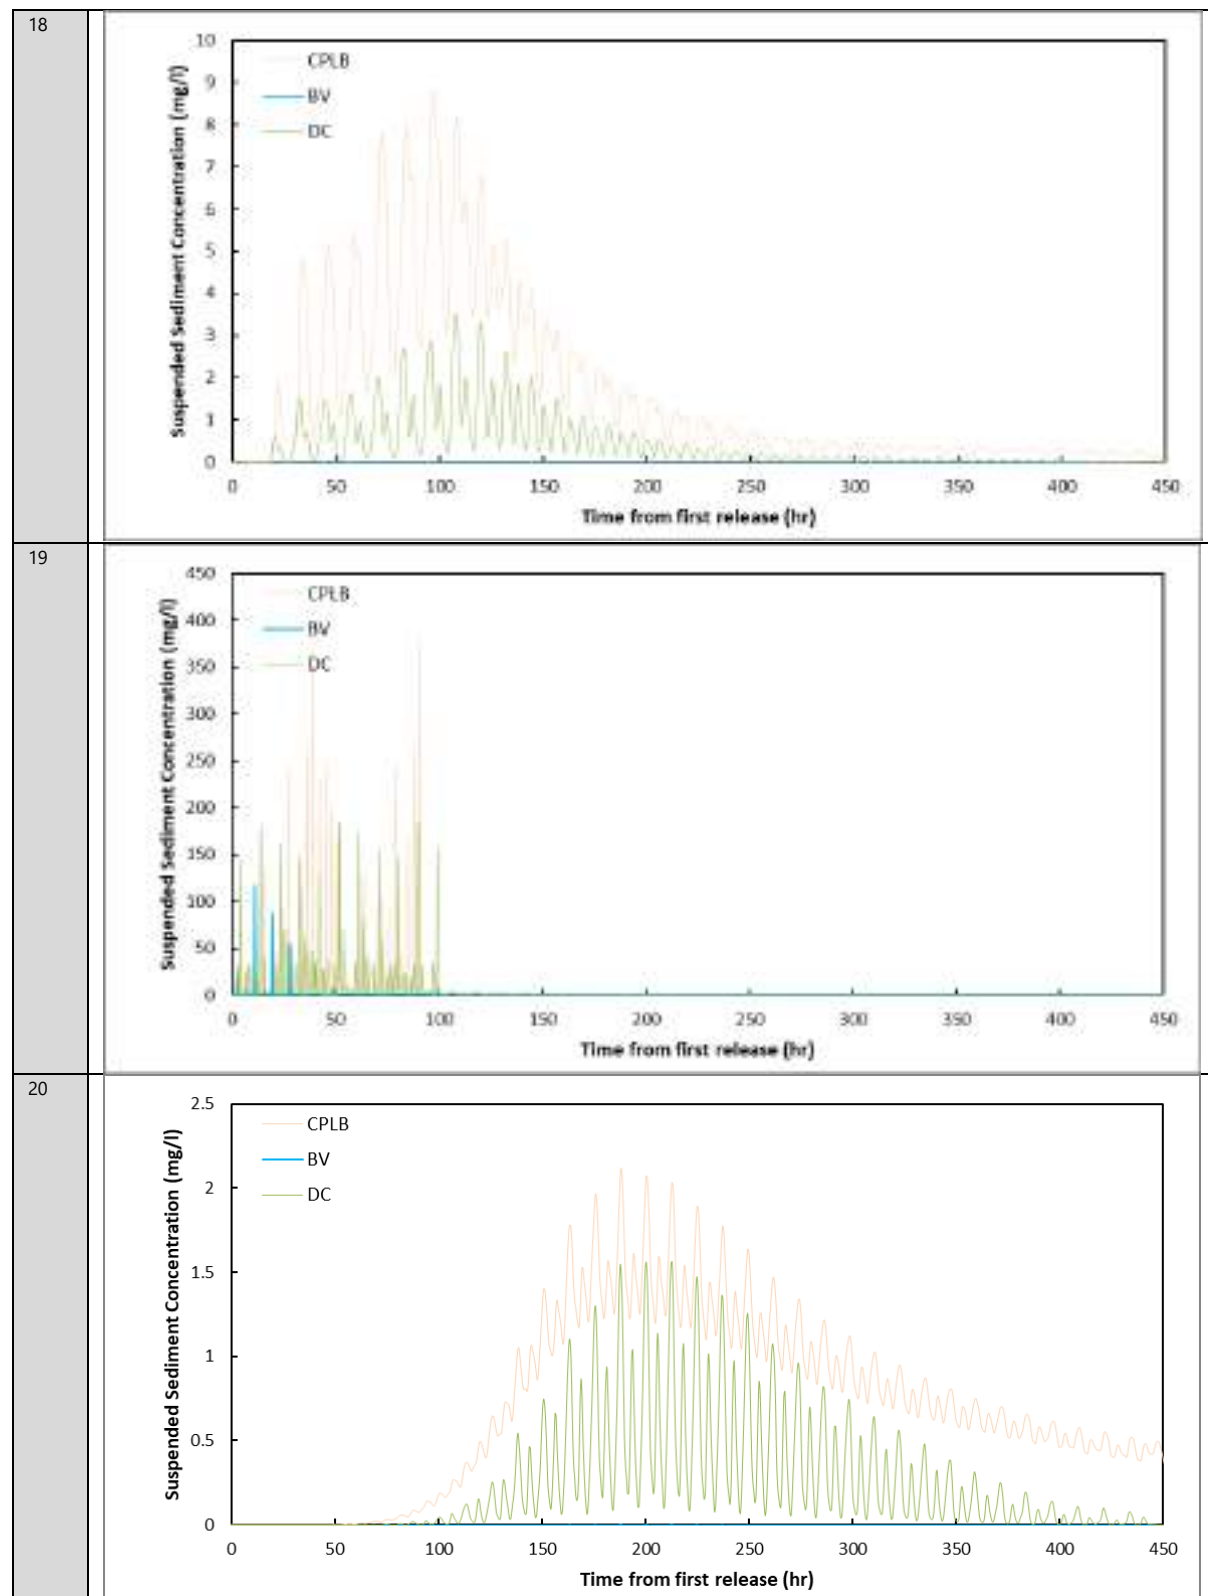 18
Suspended Sediment Concentration (mg/l)
10
9
8
7
6
5
4
3
2
1
0
CPLB
BV
DC
0 50 100 150 200 250 300 350 400 450
Time from first release (hr)
19
Suspended Sediment Concentration (mg/l)
450
400
350
300
250
200
150
100
50
0
CPLB
BV
DC
0 50 100 150 200 250 300 350 400 450
Time from first release (hr)
20
Suspended Sediment Concentration (mg/l)
2.5
2
1.5
1
0.5
0
CPLB
BV
DC
0 50 100 150 200 250 300 350 400 450
Time from first release (hr)